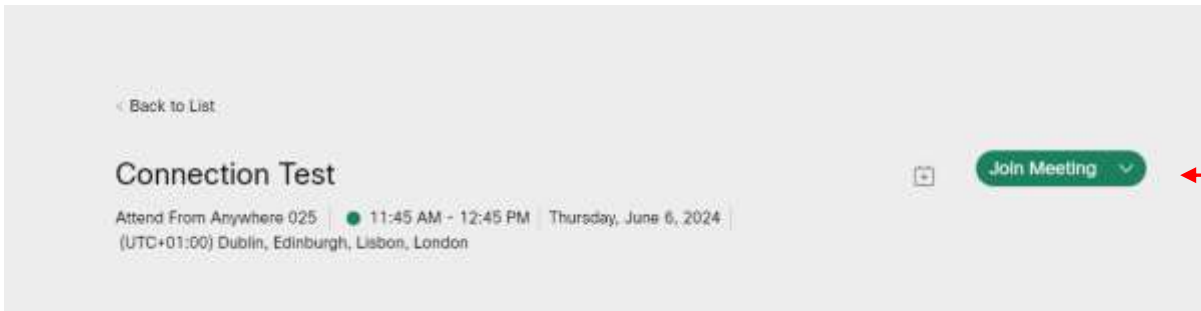 < Back to List
Connection Test
Join Meeting
Attend From Anywhere 025 11:45 AM - 12:45 PM Thursday, June 6, 2024
(UTC+01:00) Dublin, Edinburgh, Lisbon, London